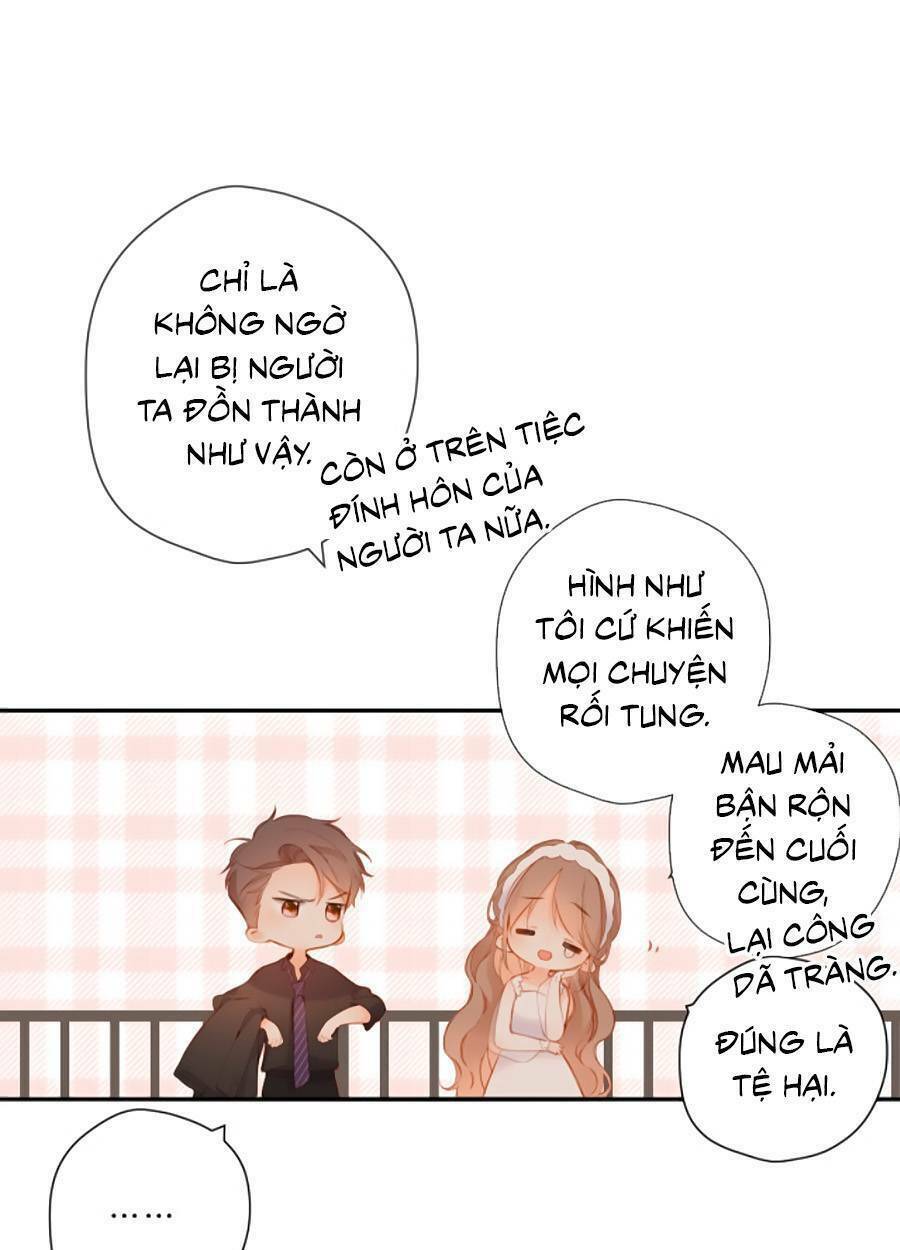 CHỈ LÀ
KHÔNG NGỜ
LẠI BỊ NGƯỜI
TA ĐỒN THÀNH
NHƯ VẬY.
CÒN Ở TRÊN TIỆC
ĐÍNH HÔN CỦA
NGƯỜI TA NỮA.
HÌNH NHƯ
TÔI CỨ KHIẾN
MỌI CHUYỆN
RỐI TUNG.
MAU MẢI
BẬN RỘN
ĐẾN CUỐI
CÙNG,
LẠI CÔNG
DÃ TRÀNG.
ĐÚNG LÀ
TỆ HẠI.
……